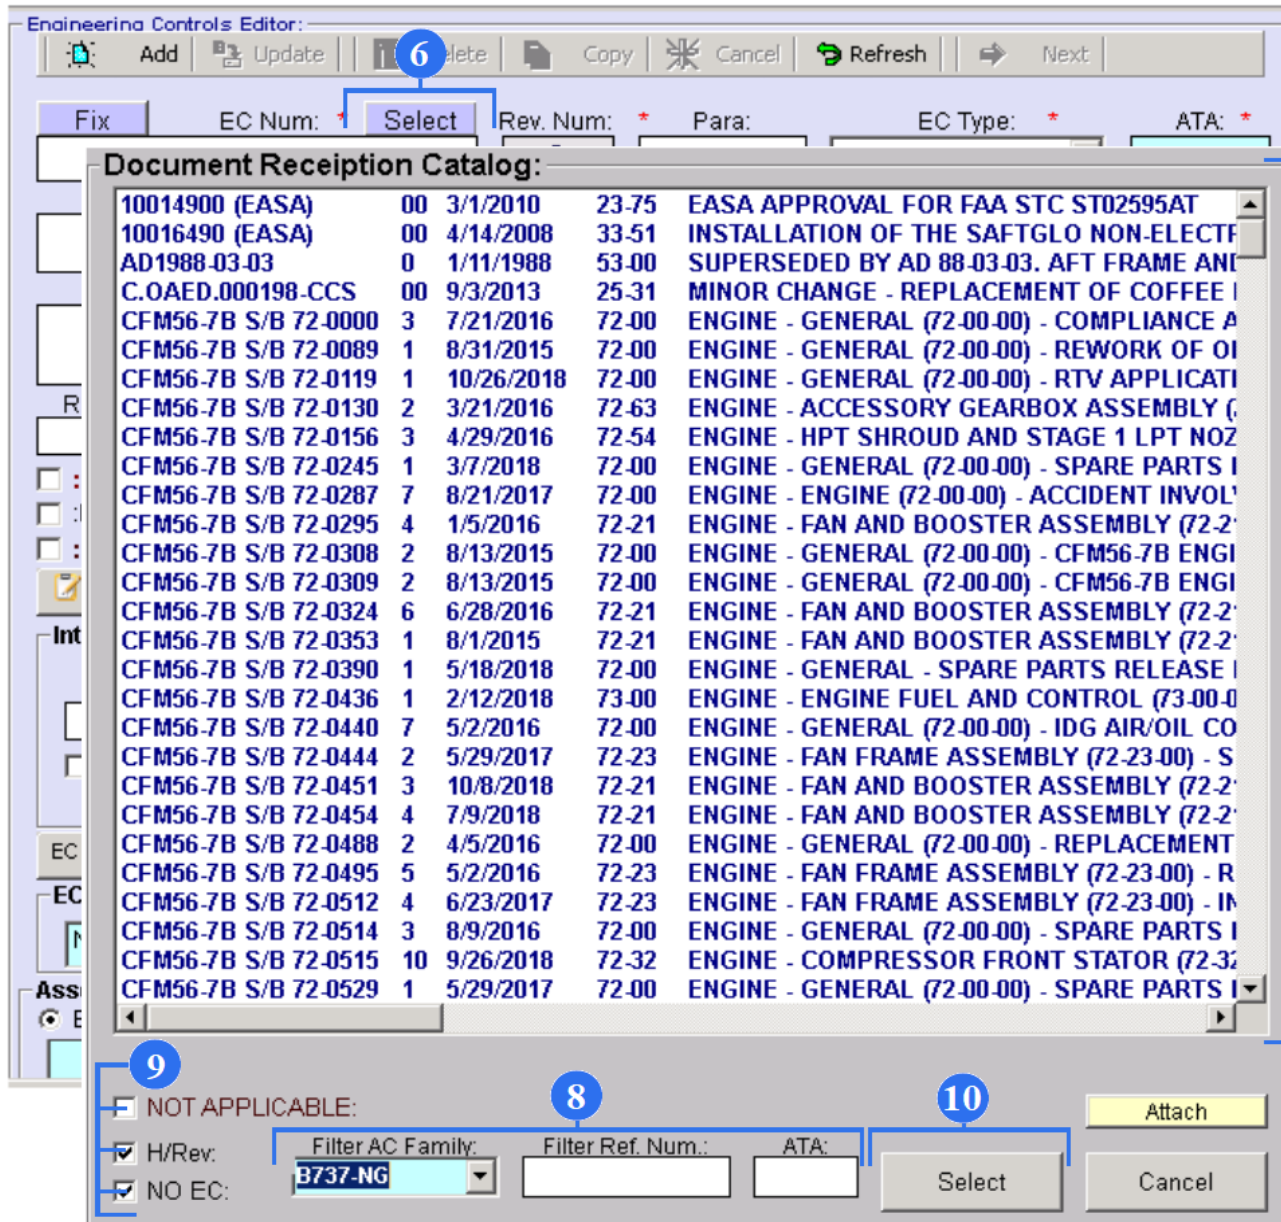 Engineering Controls Editor:
Add Update Delete Copy Cancel Refresh Next
6
Fix EC Num: * Select Rev. Num: * Para: EC Type: * ATA: *
Document Receiption Catalog:
10014900 (EASA) 00 3/1/2010 23-75 EASA APPROVAL FOR FAA STC ST02595AT
10016490 (EASA) 00 4/14/2008 33-51 INSTALLATION OF THE SAFTGLO NON-ELECTR
AD1988-03-03 0 1/11/1988 53-00 SUPERSEDED BY AD 88-03-03. AFT FRAME AND
C.OAED.000198-CCS 00 9/3/2013 25-31 MINOR CHANGE - REPLACEMENT OF COFFEE
CFM56-7B S/B 72-0000 3 7/21/2016 72-00 ENGINE - GENERAL (72-00-00) - COMPLIANCE A
CFM56-7B S/B 72-0089 1 8/31/2015 72-00 ENGINE - GENERAL (72-00-00) - REWORK OF
CFM56-7B S/B 72-0119 1 10/26/2018 72-00 ENGINE - GENERAL (72-00-00) - RTV APPLICATI
CFM56-7B S/B 72-0130 2 3/21/2016 72-63 ENGINE - ACCESSORY GEARBOX ASSEMBLY (
CFM56-7B S/B 72-0156 3 4/29/2016 72-54 ENGINE - HPT SHROUD AND STAGE 1 LPT NOZ
CFM56-7B S/B 72-0245 1 3/7/2018 72-00 ENGINE - GENERAL (72-00-00) - SPARE PARTS
CFM56-7B S/B 72-0287 7 8/21/2017 72-00 ENGINE - ENGINE (72-00-00) - ACCIDENT INVOL
CFM56-7B S/B 72-0295 4 1/5/2016 72-21 ENGINE - FAN AND BOOSTER ASSEMBLY (72-2
CFM56-7B S/B 72-0308 2 8/13/2015 72-00 ENGINE - GENERAL (72-00-00) - CFM56-7B ENGI
CFM56-7B S/B 72-0309 2 8/13/2015 72-00 ENGINE - GENERAL (72-00-00) - CFM56-7B ENGI
CFM56-7B S/B 72-0324 6 6/28/2016 72-21 ENGINE - FAN AND BOOSTER ASSEMBLY (72-2
CFM56-7B S/B 72-0353 1 8/1/2015 72-21 ENGINE - FAN AND BOOSTER ASSEMBLY (72-2
CFM56-7B S/B 72-0390 1 5/18/2018 72-00 ENGINE - GENERAL - SPARE PARTS RELEASE
CFM56-7B S/B 72-0436 1 2/12/2018 73-00 ENGINE - ENGINE FUEL AND CONTROL (73-00-0
CFM56-7B S/B 72-0440 7 5/2/2016 72-00 ENGINE - GENERAL (72-00-00) - IDG AIR/OIL CO
CFM56-7B S/B 72-0444 2 5/29/2017 72-23 ENGINE - FAN FRAME ASSEMBLY (72-23-00) - S
CFM56-7B S/B 72-0451 3 10/8/2018 72-21 ENGINE - FAN AND BOOSTER ASSEMBLY (72-2
CFM56-7B S/B 72-0454 4 7/9/2018 72-21 ENGINE - FAN AND BOOSTER ASSEMBLY (72-2
CFM56-7B S/B 72-0488 2 4/5/2016 72-00 ENGINE - GENERAL (72-00-00) - REPLACEMENT
CFM56-7B S/B 72-0495 5 5/2/2016 72-23 ENGINE - FAN FRAME ASSEMBLY (72-23-00) - R
CFM56-7B S/B 72-0512 4 6/23/2017 72-23 ENGINE - FAN FRAME ASSEMBLY (72-23-00) - IN
CFM56-7B S/B 72-0514 3 8/9/2016 72-00 ENGINE - GENERAL (72-00-00) - SPARE PARTS
CFM56-7B S/B 72-0515 10 9/26/2018 72-32 ENGINE - COMPRESSOR FRONT STATOR (72-32
CFM56-7B S/B 72-0529 1 5/29/2017 72-00 ENGINE - GENERAL (72-00-00) - SPARE PARTS
R
Int
EC
EC
Ass
9
8
10
NOT APPLICABLE:
Attach
H/Rev: Filter AC Family: Filter Ref. Num.: ATA:
B737-NG
NO EC:
Select Cancel